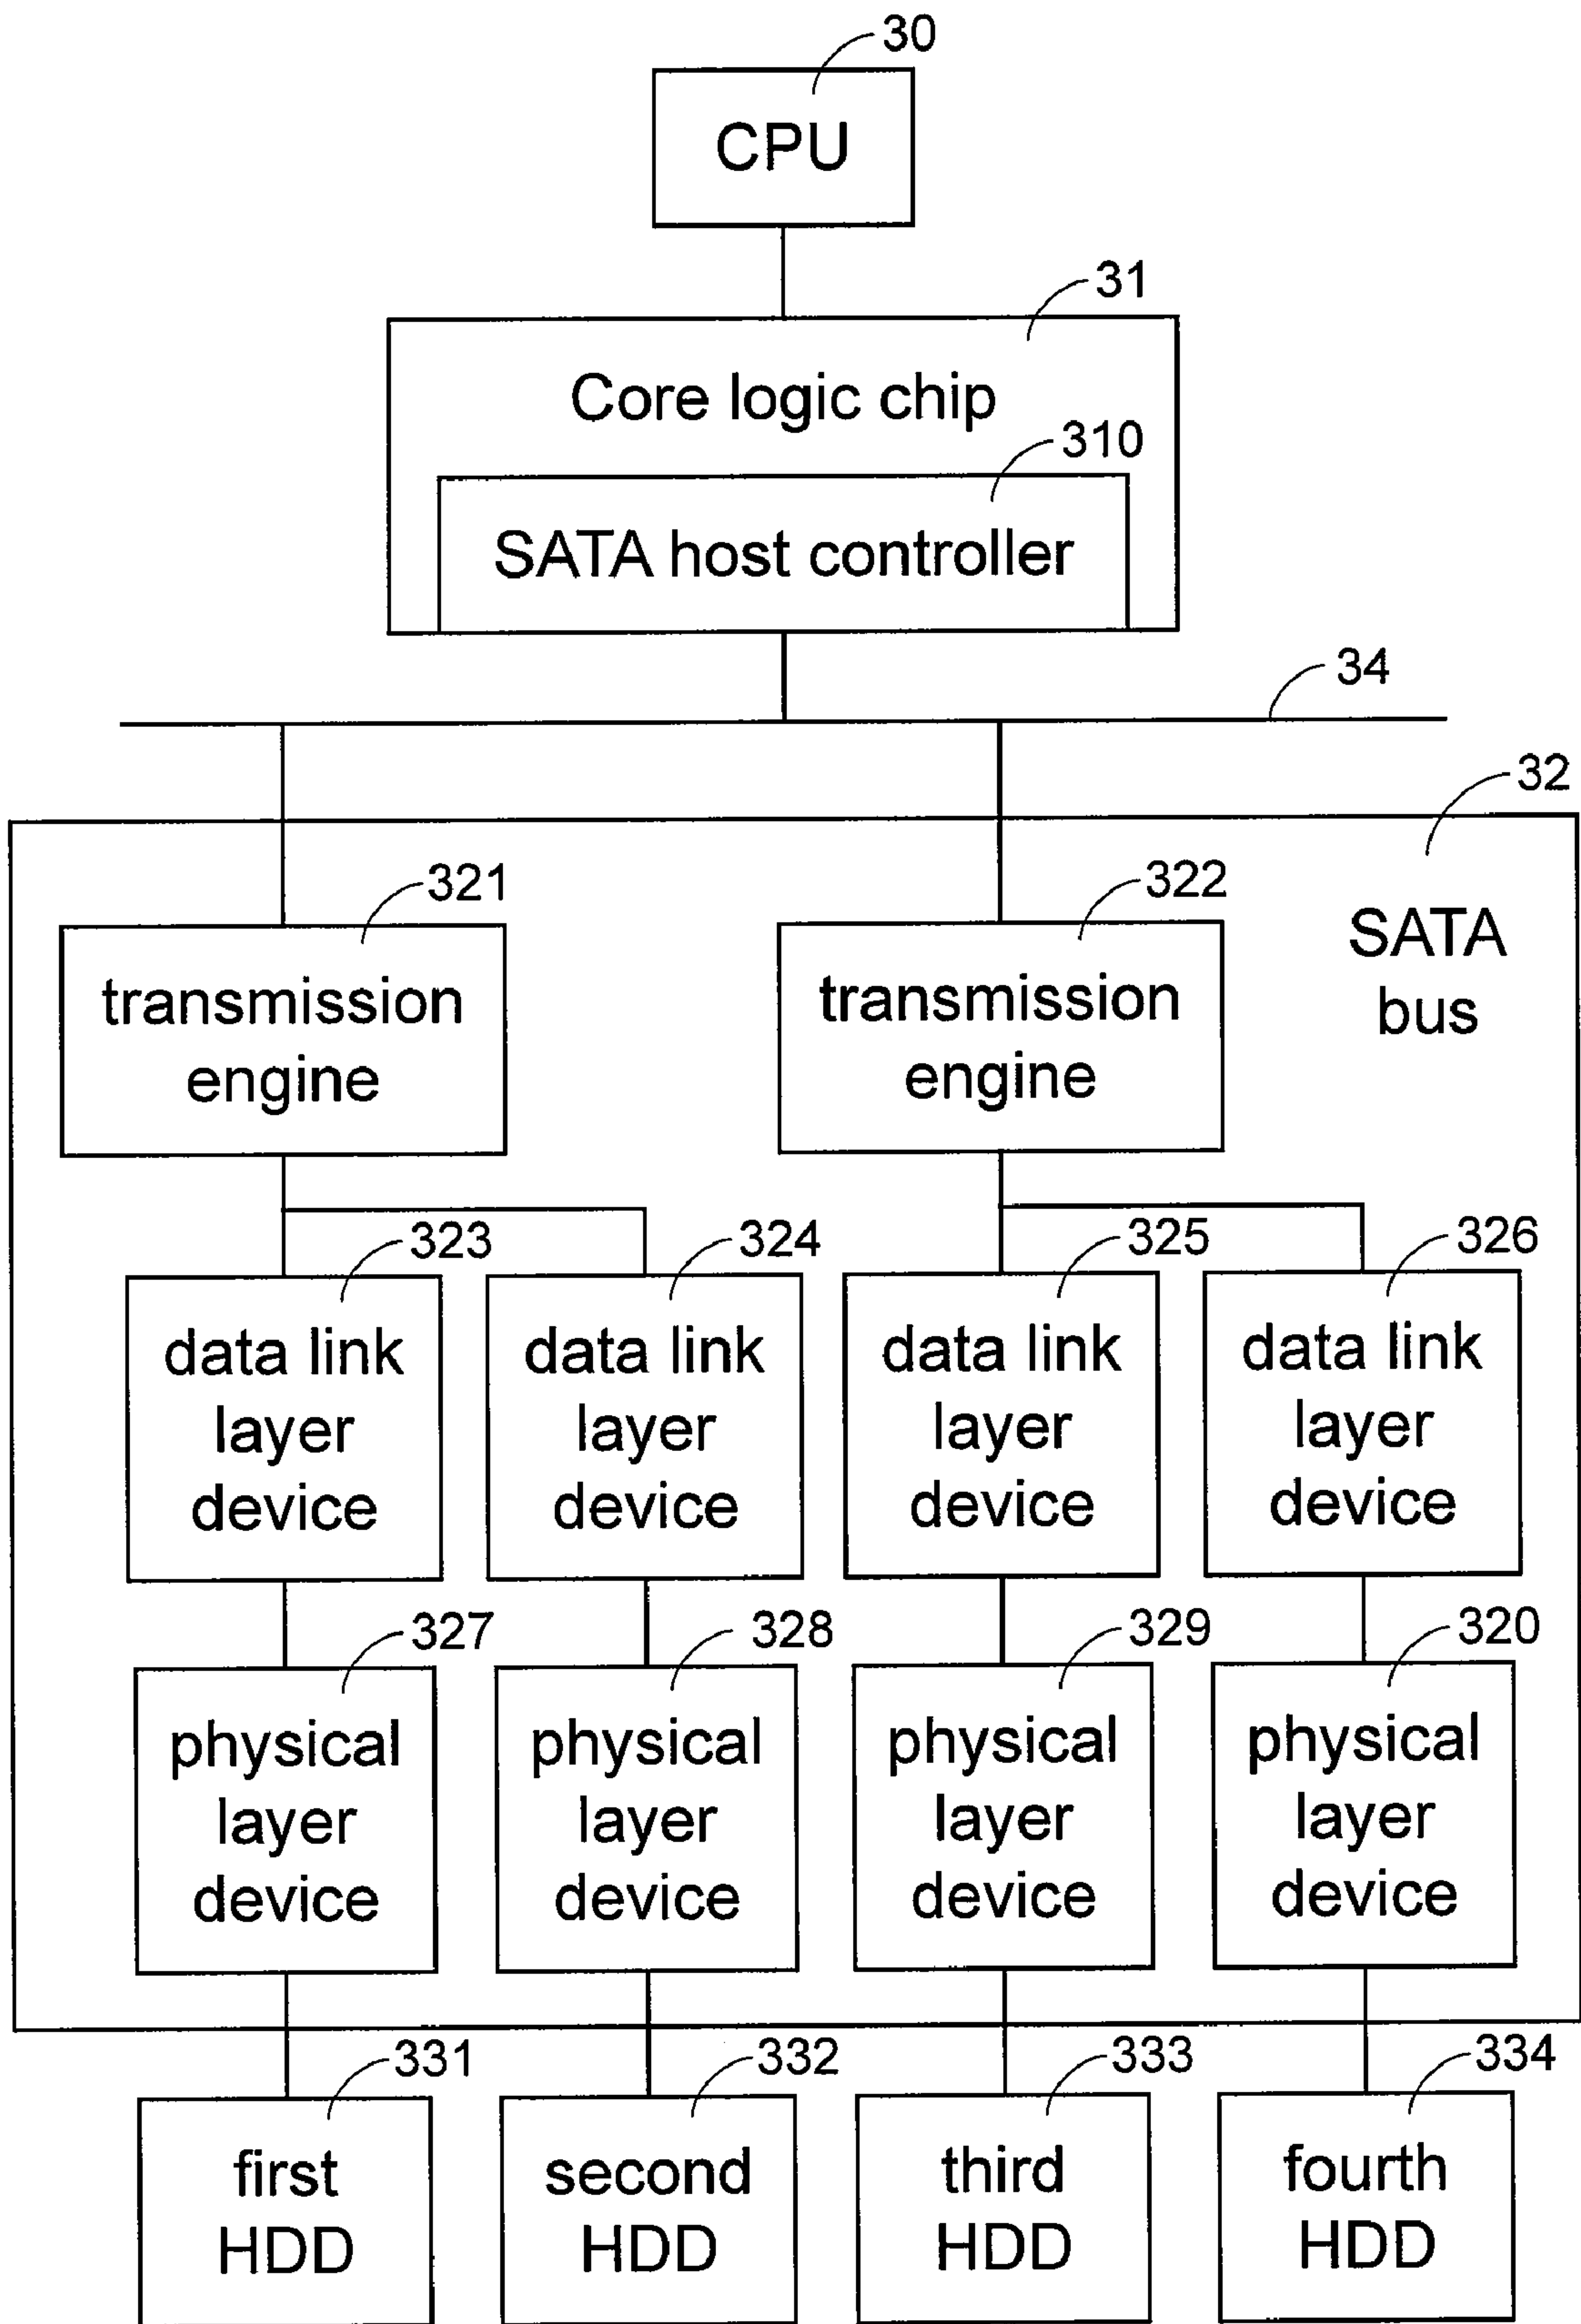 30
CPU
31
Core logic chip
310
SATA host controller
34
32
SATA
bus
321
transmission
engine
322
transmission
engine
323
data link
layer
device
324
data link
layer
device
325
data link
layer
device
326
data link
layer
device
327
physical
layer
device
328
physical
layer
device
329
physical
layer
device
320
physical
layer
device
331
first
HDD
332
second
HDD
333
third
HDD
334
fourth
HDD